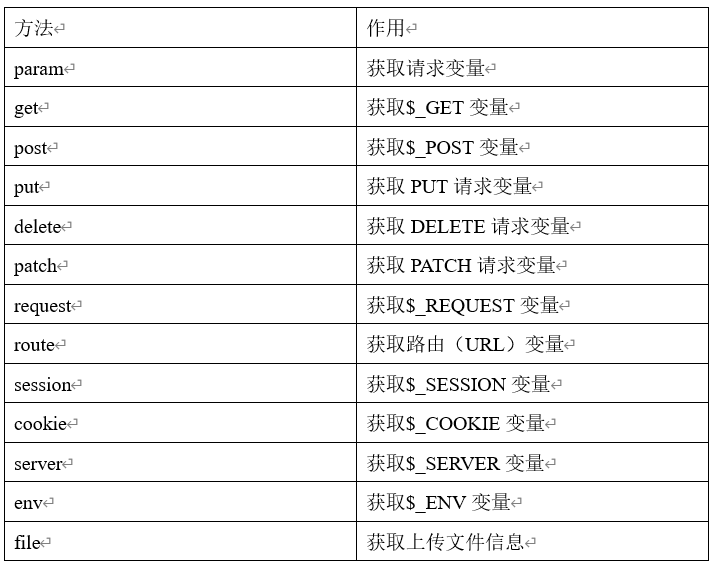 方法 作用
param 获取请求变量
get 获取$_GET 变量
post 获取$_POST 变量
put 获取 PUT 请求变量
delete 获取 DELETE 请求变量
patch 获取 PATCH 请求变量
request 获取$_REQUEST 变量
route 获取路由（URL）变量
session 获取$_SESSION 变量
cookie 获取$_COOKIE 变量
server 获取$_SERVER 变量
env 获取$_ENV 变量
file 获取上传文件信息